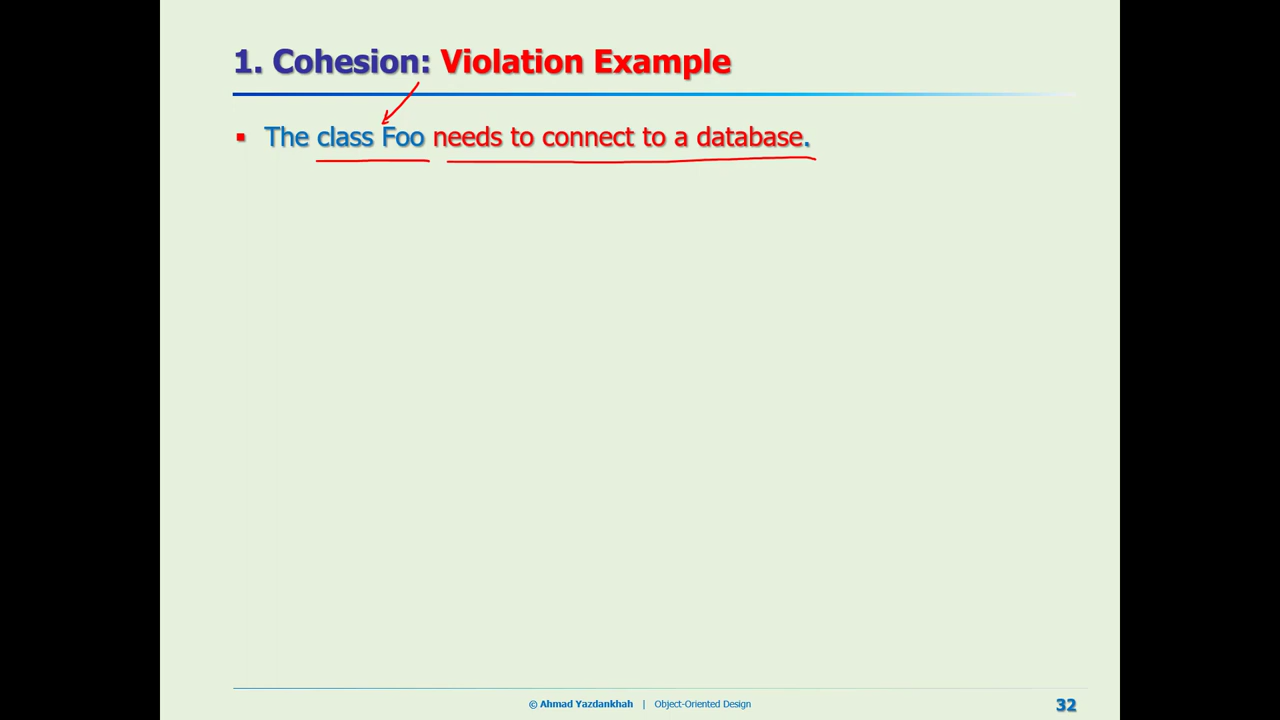 1. Cohesion: Violation Example
▪ The class Foo needs to connect to a database.
© Ahmad Yazdankhah | Object-Oriented Design
32